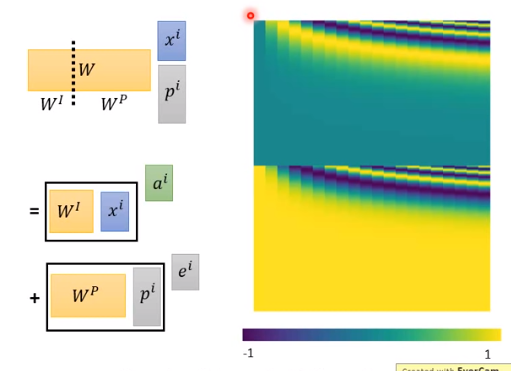 x^i
W
p^i
W^I W^P
a^i
= W^I x^i
e^i
+ W^P p^i
-1 1
Created with EverCam